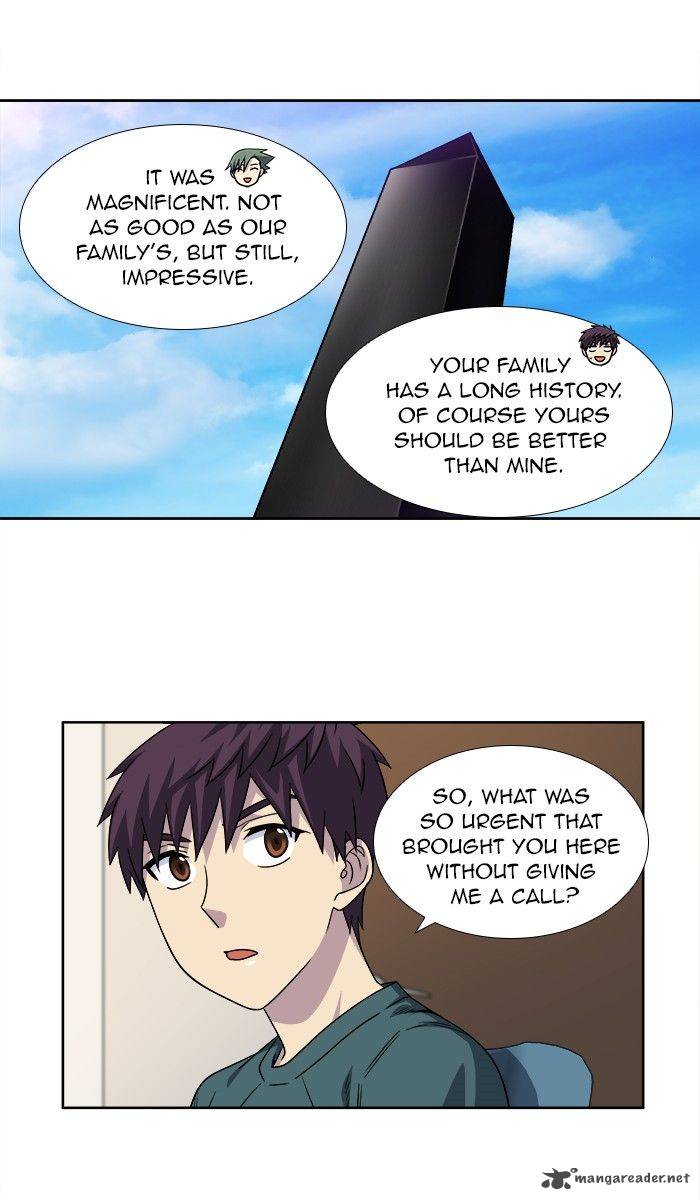 IT WAS
MAGNIFICENT. NOT
AS GOOD AS OUR
FAMILY'S, BUT STILL,
IMPRESSIVE.
YOUR FAMILY
HAS A LONG HISTORY.
OF COURSE YOURS
SHOULD BE BETTER
THAN MINE.
SO, WHAT WAS
SO URGENT THAT
BROUGHT YOU HERE
WITHOUT GIVING
ME A CALL?
mangareader.net